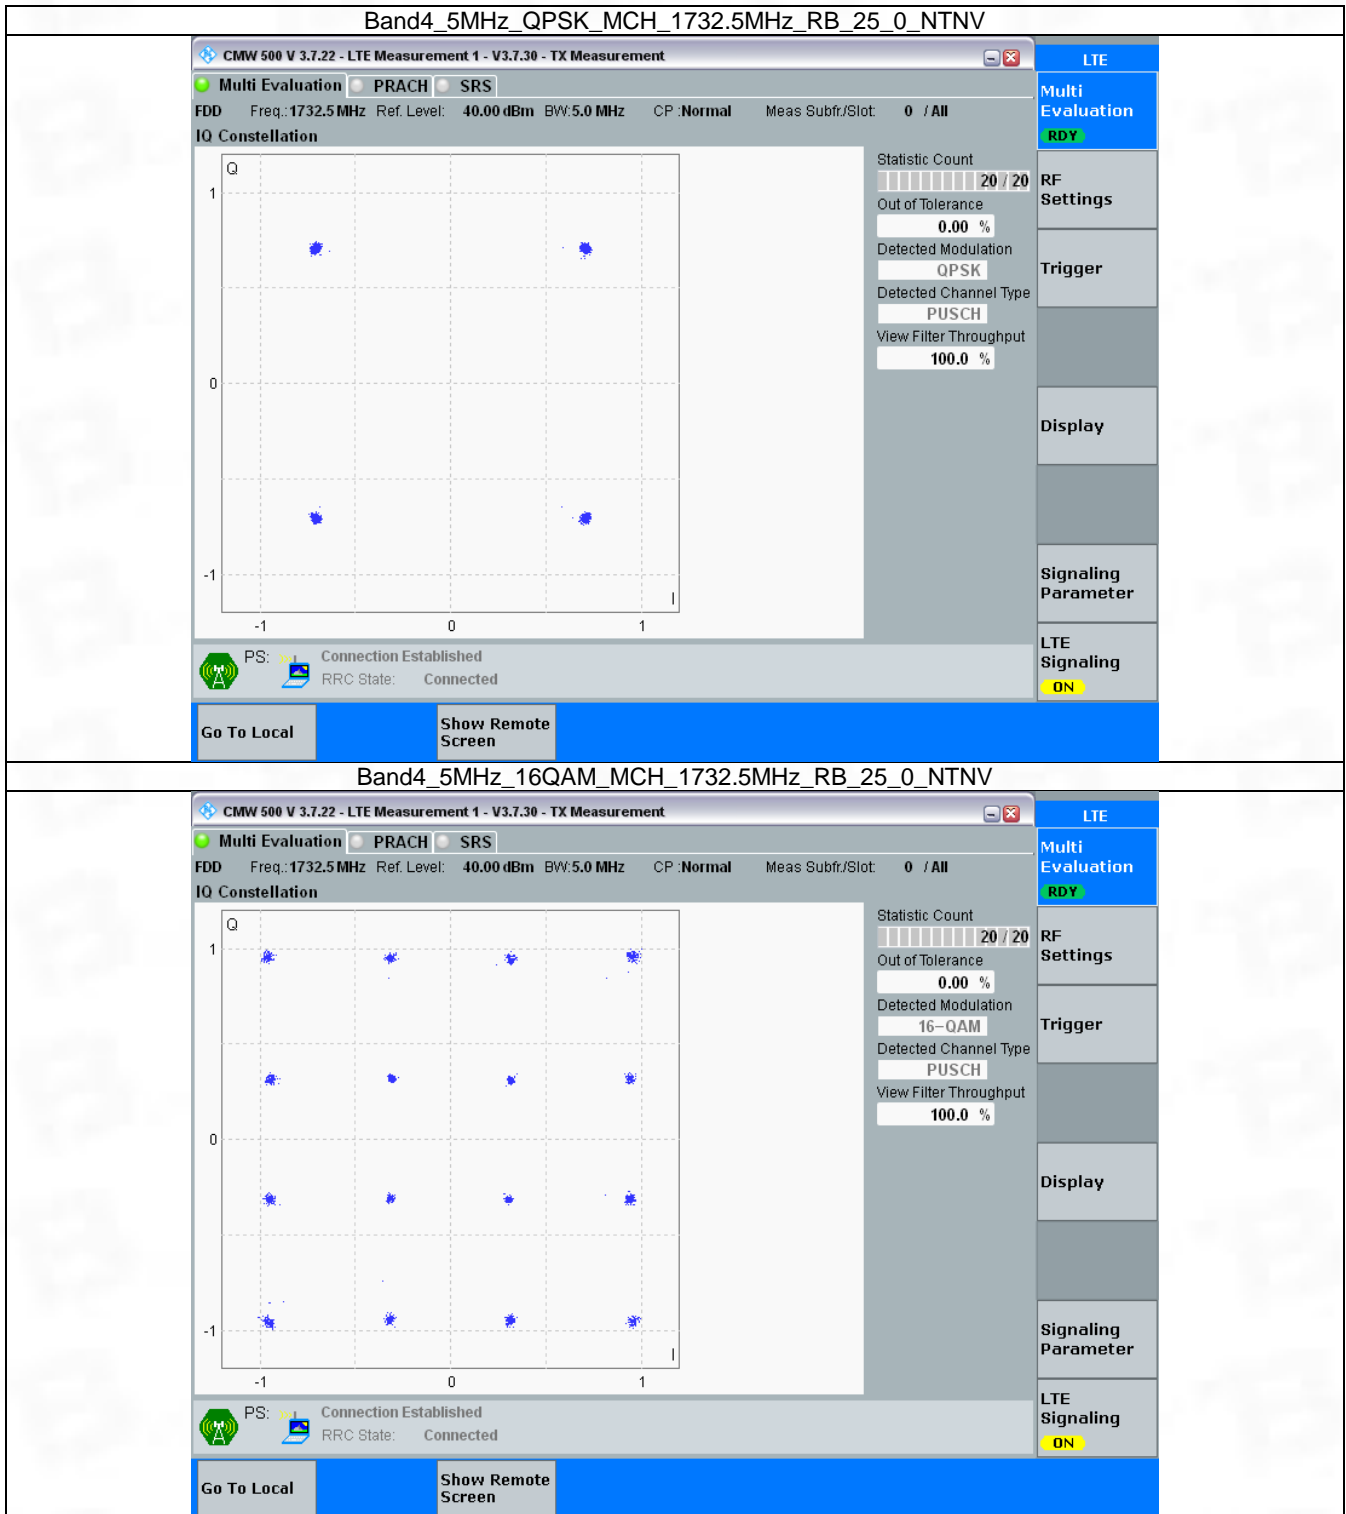 Band4_5MHz_QPSK_MCH_1732.5MHz_RB_25_0_NTNV
CMW 500 V 3.7.22 - LTE Measurement 1 - V3.7.30 - TX Measurement
LTE
Multi Evaluation PRACH SRS
Multi
Evaluation
RDY
FDD Freq.:1732.5 MHz Ref. Level: 40.00 dBm BW:5.0 MHz CP :Normal Meas Subfr./Slot: 0 / All
IQ Constellation
Q
1
0
-1
I
-1 0 1
Statistic Count
20 / 20
Out of Tolerance
0.00 %
Detected Modulation
QPSK
Detected Channel Type
PUSCH
View Filter Throughput
100.0 %
RF
Settings
Trigger
Display
Signaling
Parameter
LTE
Signaling
ON
PS: Connection Established
RRC State: Connected
Go To Local
Show Remote
Screen
Band4_5MHz_16QAM_MCH_1732.5MHz_RB_25_0_NTNV
CMW 500 V 3.7.22 - LTE Measurement 1 - V3.7.30 - TX Measurement
LTE
Multi Evaluation PRACH SRS
Multi
Evaluation
RDY
FDD Freq.:1732.5 MHz Ref. Level: 40.00 dBm BW:5.0 MHz CP :Normal Meas Subfr./Slot: 0 / All
IQ Constellation
Q
1
0
-1
I
-1 0 1
Statistic Count
20 / 20
Out of Tolerance
0.00 %
Detected Modulation
16-QAM
Detected Channel Type
PUSCH
View Filter Throughput
100.0 %
RF
Settings
Trigger
Display
Signaling
Parameter
LTE
Signaling
ON
PS: Connection Established
RRC State: Connected
Go To Local
Show Remote
Screen